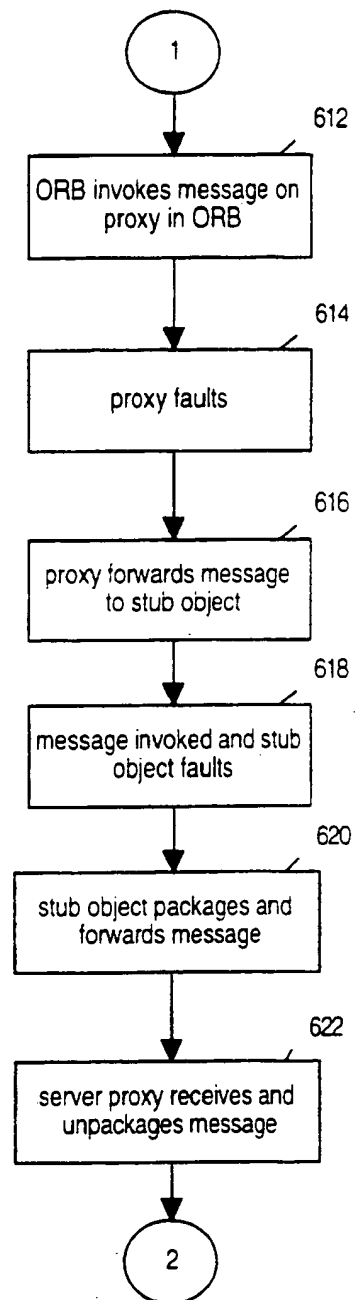 1
612
ORB invokes message on
proxy in ORB
614
proxy faults
616
proxy forwards message
to stub object
618
message invoked and stub
object faults
620
stub object packages and
forwards message
622
server proxy receives and
unpackages message
2